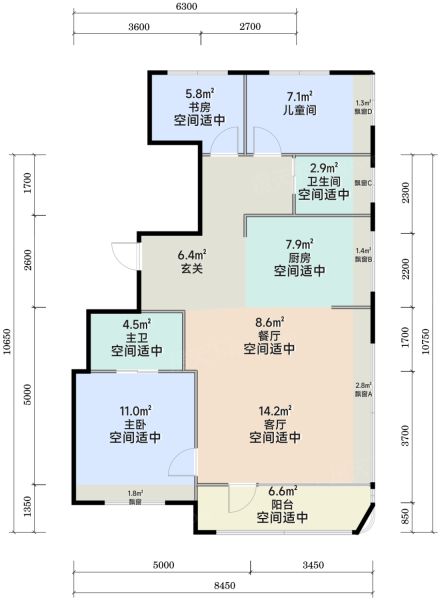 6300
3600
2700
5.8m²
书房
空间适中
7.1m²
儿童间
1.3m²
飘窗D
1700
2.9m²
卫生间
空间适中
飘窗C
2300
2600
6.4m²
玄关
7.9m²
厨房
空间适中
1.4m²
飘窗B
2200
10650
4.5m²
主卫
空间适中
8.6m²
餐厅
空间适中
1700
10750
5000
11.0m²
主卧
空间适中
14.2m²
客厅
空间适中
2.8m²
飘窗A
3700
1350
1.8m²
飘窗
6.6m²
阳台
空间适中
850
5000
3450
8450